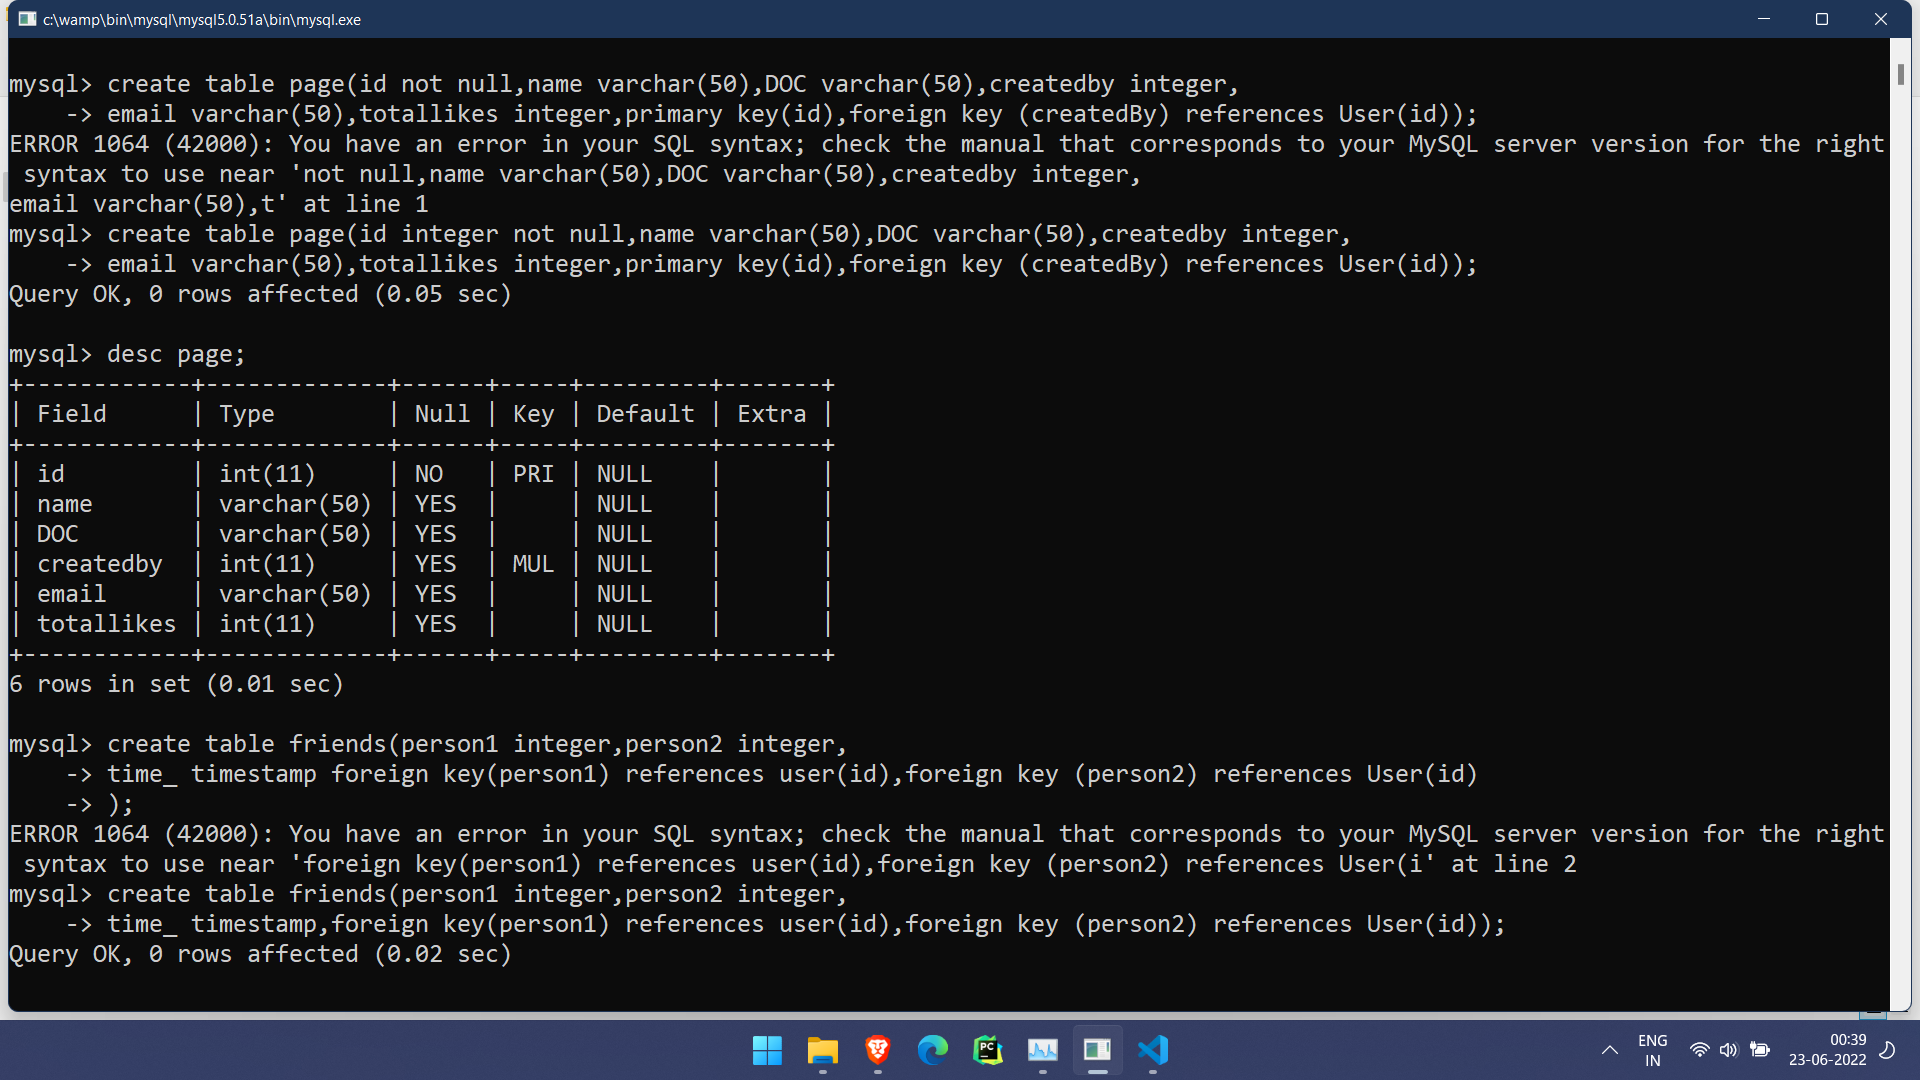 c:\wamp\bin\mysql\mysql5.0.51a\bin\mysql.exe
mysql> create table page(id not null,name varchar(50),DOC varchar(50),createdby integer,
    -> email varchar(50),totallikes integer,primary key(id),foreign key (createdBy) references User(id));
ERROR 1064 (42000): You have an error in your SQL syntax; check the manual that corresponds to your MySQL server version for the right
 syntax to use near 'not null,name varchar(50),DOC varchar(50),createdby integer,
email varchar(50),t' at line 1
mysql> create table page(id integer not null,name varchar(50),DOC varchar(50),createdby integer,
    -> email varchar(50),totallikes integer,primary key(id),foreign key (createdBy) references User(id));
Query OK, 0 rows affected (0.05 sec)
mysql> desc page;
+------------+-------------+------+-----+---------+-------+
| Field      | Type        | Null | Key | Default | Extra |
+------------+-------------+------+-----+---------+-------+
| id         | int(11)     | NO   | PRI | NULL    |       |
| name       | varchar(50) | YES  |     | NULL    |       |
| DOC        | varchar(50) | YES  |     | NULL    |       |
| createdby  | int(11)     | YES  | MUL | NULL    |       |
| email      | varchar(50) | YES  |     | NULL    |       |
| totallikes | int(11)     | YES  |     | NULL    |       |
+------------+-------------+------+-----+---------+-------+
6 rows in set (0.01 sec)
mysql> create table friends(person1 integer,person2 integer,
    -> time_ timestamp foreign key(person1) references user(id),foreign key (person2) references User(id)
    -> );
ERROR 1064 (42000): You have an error in your SQL syntax; check the manual that corresponds to your MySQL server version for the right
 syntax to use near 'foreign key(person1) references user(id),foreign key (person2) references User(i' at line 2
mysql> create table friends(person1 integer,person2 integer,
    -> time_ timestamp,foreign key(person1) references user(id),foreign key (person2) references User(id));
Query OK, 0 rows affected (0.02 sec)
PC
ENG
IN
00:39
23-06-2022